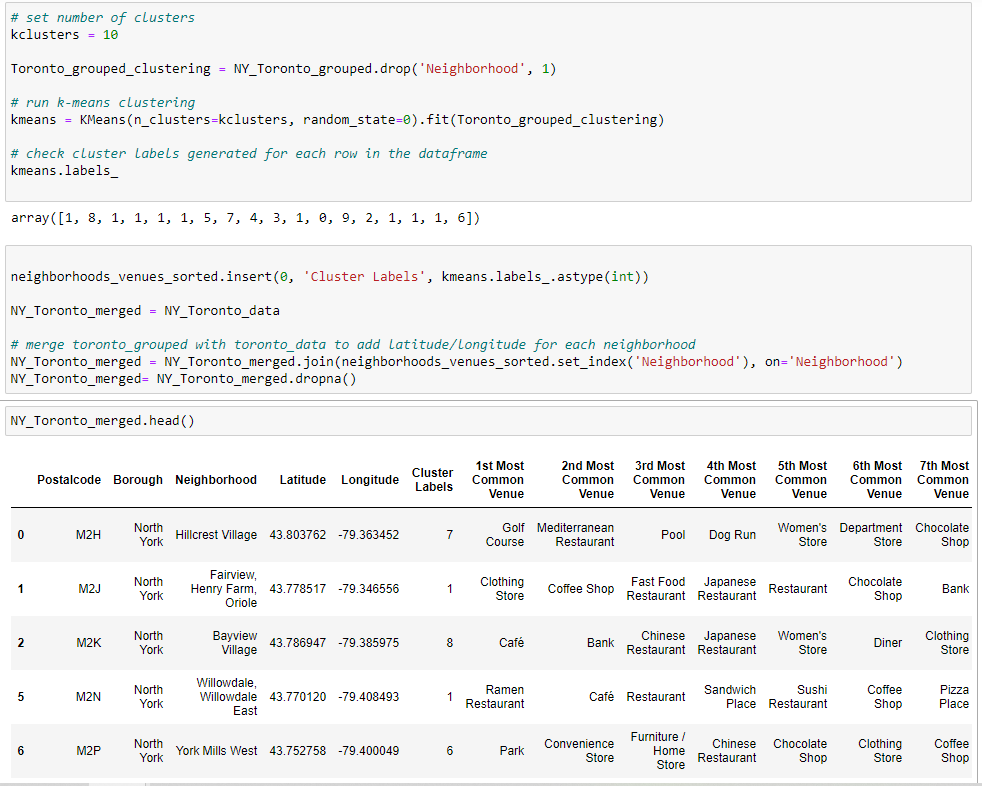 # set number of clusters
kclusters = 10
Toronto_grouped_clustering = NY_Toronto_grouped.drop('Neighborhood', 1)
# run k-means clustering
kmeans = KMeans(n_clusters=kclusters, random_state=0).fit(Toronto_grouped_clustering)
# check cluster labels generated for each row in the dataframe
kmeans.labels_
array([1, 8, 1, 1, 1, 1, 5, 7, 4, 3, 1, 0, 9, 2, 1, 1, 1, 6])
neighborhoods_venues_sorted.insert(0, 'Cluster Labels', kmeans.labels_.astype(int))
NY_Toronto_merged = NY_Toronto_data
# merge toronto_grouped with toronto_data to add latitude/longitude for each neighborhood
NY_Toronto_merged = NY_Toronto_merged.join(neighborhoods_venues_sorted.set_index('Neighborhood'), on='Neighborhood')
NY_Toronto_merged= NY_Toronto_merged.dropna()
NY_Toronto_merged.head()
Postalcode Borough Neighborhood Latitude Longitude Cluster Labels 1st Most Common Venue 2nd Most Common Venue 3rd Most Common Venue 4th Most Common Venue 5th Most Common Venue 6th Most Common Venue 7th Most Common Venue
0 M2H North York Hillcrest Village 43.803762 -79.363452 7 Golf Course Mediterranean Restaurant Pool Dog Run Women's Store Department Store Chocolate Shop
1 M2J North York Fairview, Henry Farm, Oriole 43.778517 -79.346556 1 Clothing Store Coffee Shop Fast Food Restaurant Japanese Restaurant Restaurant Chocolate Shop Bank
2 M2K North York Bayview Village 43.786947 -79.385975 8 Café Bank Chinese Restaurant Japanese Restaurant Women's Store Diner Clothing Store
5 M2N North York Willowdale, Willowdale East 43.770120 -79.408493 1 Ramen Restaurant Café Restaurant Sandwich Place Sushi Restaurant Coffee Shop Pizza Place
6 M2P North York York Mills West 43.752758 -79.400049 6 Park Convenience Store Furniture / Home Store Chinese Restaurant Chocolate Shop Clothing Store Coffee Shop